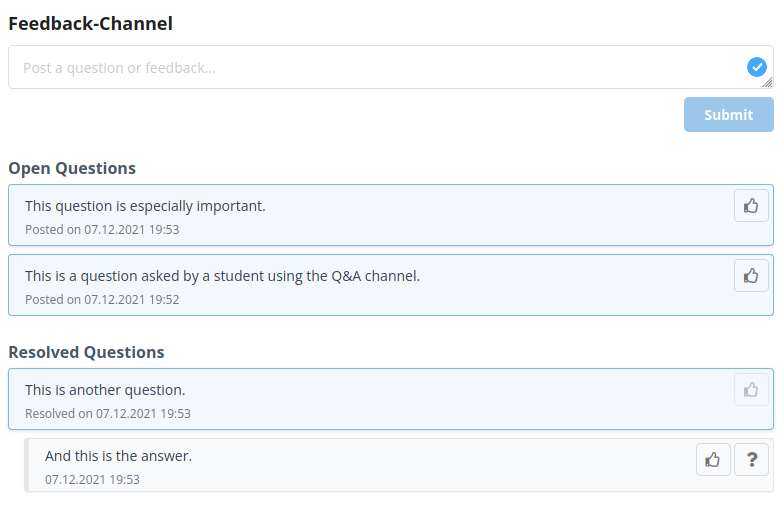 Feedback-Channel
Post a question or feedback...
Submit
Open Questions
This question is especially important.
Posted on 07.12.2021 19:53
This is a question asked by a student using the Q&A channel.
Posted on 07.12.2021 19:52
Resolved Questions
This is another question.
Resolved on 07.12.2021 19:53
And this is the answer.
07.12.2021 19:53
?